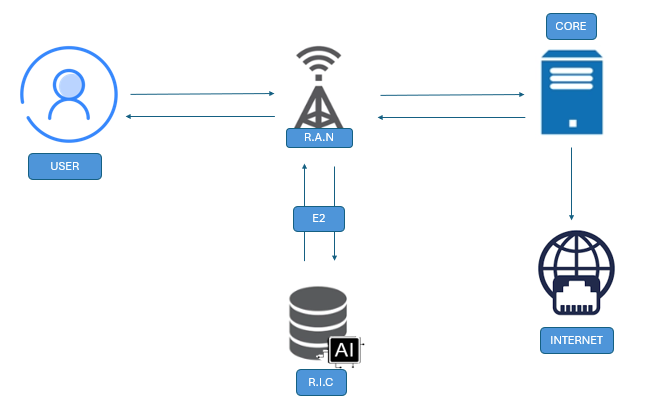 CORE
R.A.N
USER
E2
INTERNET
AI
R.I.C